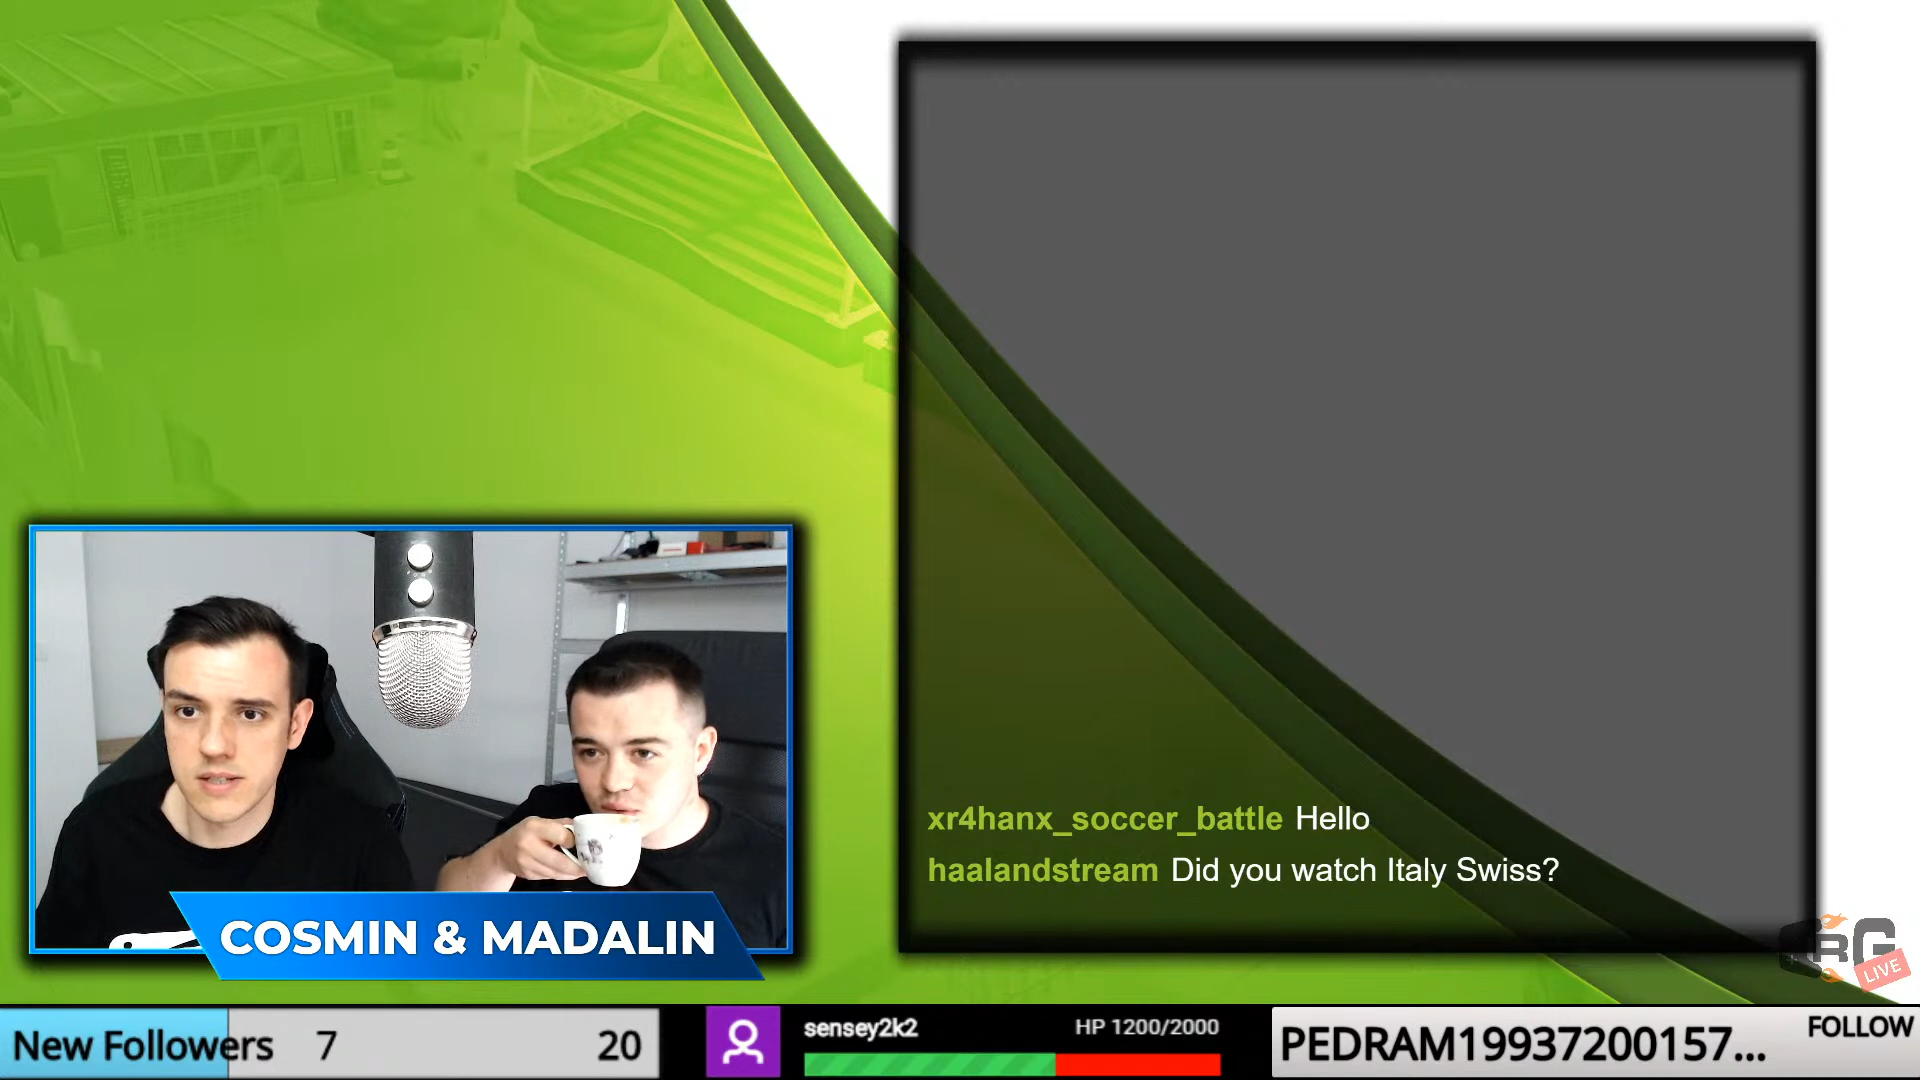 xr4hanx_soccer_battle Hello
haalandstream Did you watch Italy Swiss?
COSMIN & MADALIN
RG
LIVE
New Followers 7 20
sensey2k2 HP 1200/2000
PEDRAM19937200157...
FOLLOW